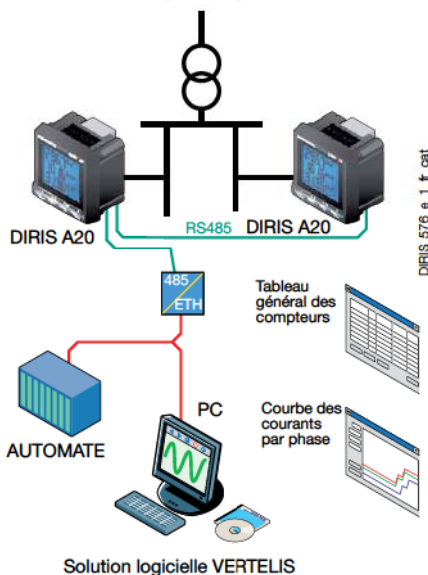 DIRIS A20
RS485
DIRIS A20
DIRIS 576 e 1 fr cat
485
ETH
Tableau
général des
compteurs
PC
AUTOMATE
Courbe des
courants
par phase
Solution logicielle VERTELIS